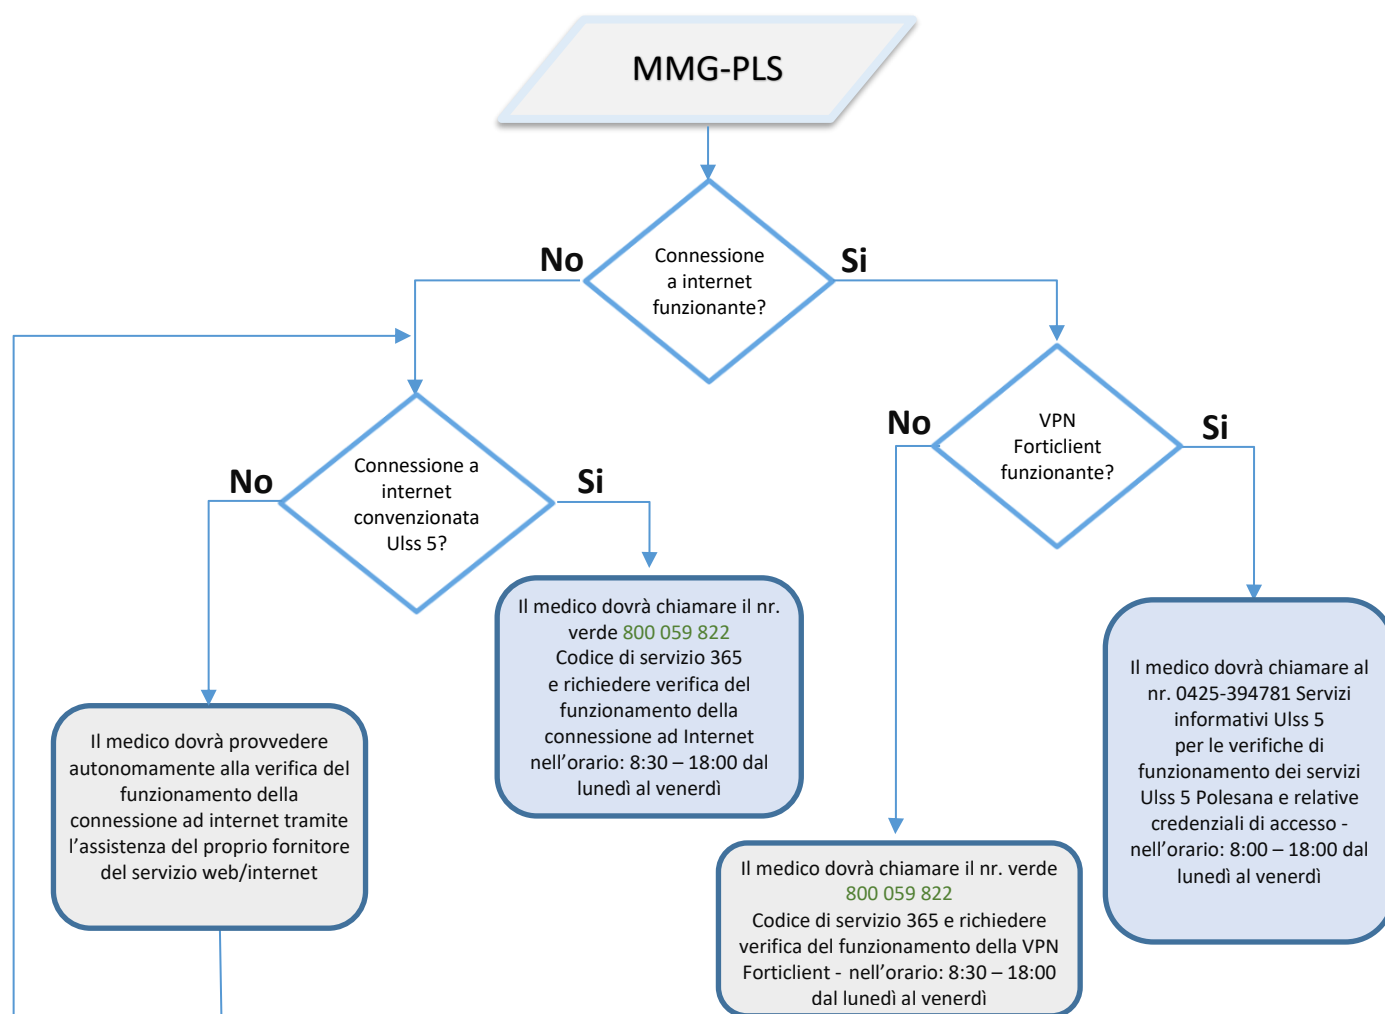 MMG-PLS
No
Connessione
a internet
funzionante?
Si
No
Connessione a
internet
convenzionata
Ulss 5?
Si
No
VPN
Forticlient
funzionante?
Si
Il medico dovrà chiamare il nr.
verde 800 059 822
Codice di servizio 365
e richiedere verifica del
funzionamento della
connessione ad Internet
nell'orario: 8:30 – 18:00 dal
lunedì al venerdì
Il medico dovrà chiamare al
nr. 0425-394781 Servizi
informativi Ulss 5
per le verifiche di
funzionamento dei servizi
Ulss 5 Polesana e relative
credenziali di accesso -
nell'orario: 8:00 – 18:00 dal
lunedì al venerdì
Il medico dovrà provvedere
autonomamente alla verifica del
funzionamento della
connessione ad internet tramite
l'assistenza del proprio fornitore
del servizio web/internet
Il medico dovrà chiamare il nr. verde
800 059 822
Codice di servizio 365 e richiedere
verifica del funzionamento della VPN
Forticlient - nell'orario: 8:30 – 18:00
dal lunedì al venerdì